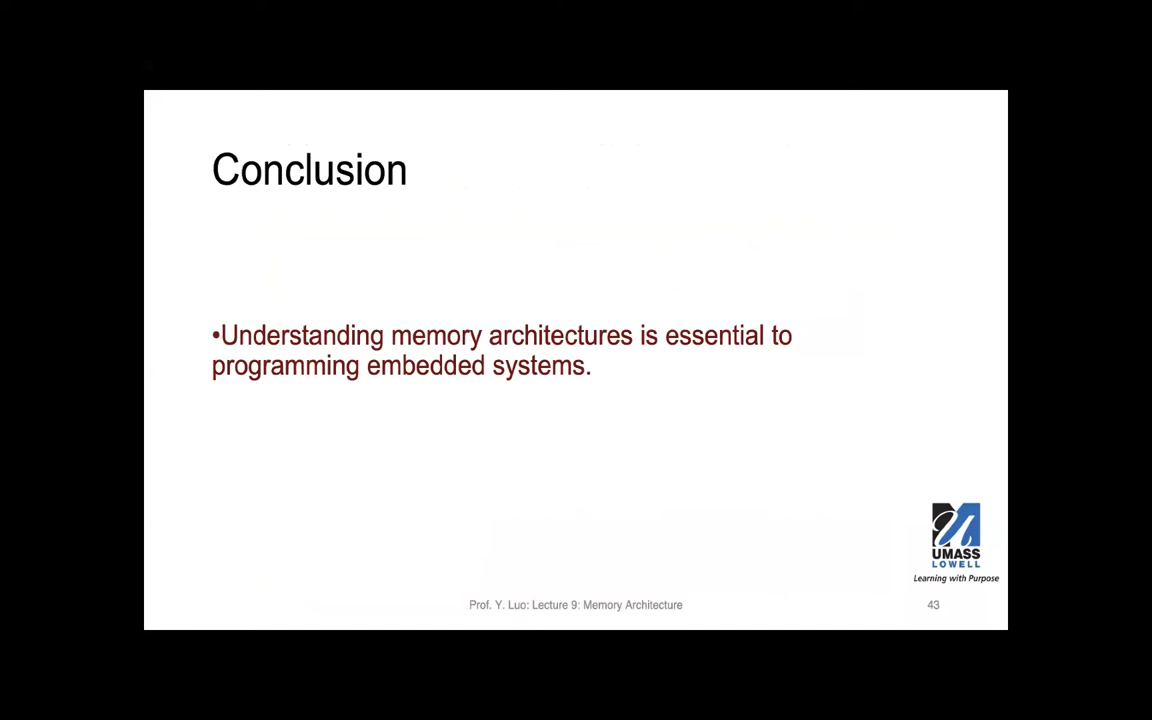 Conclusion
•Understanding memory architectures is essential to
programming embedded systems.
UMASS
LOWELL
Learning with Purpose
Prof. Y. Luo: Lecture 9: Memory Architecture
43